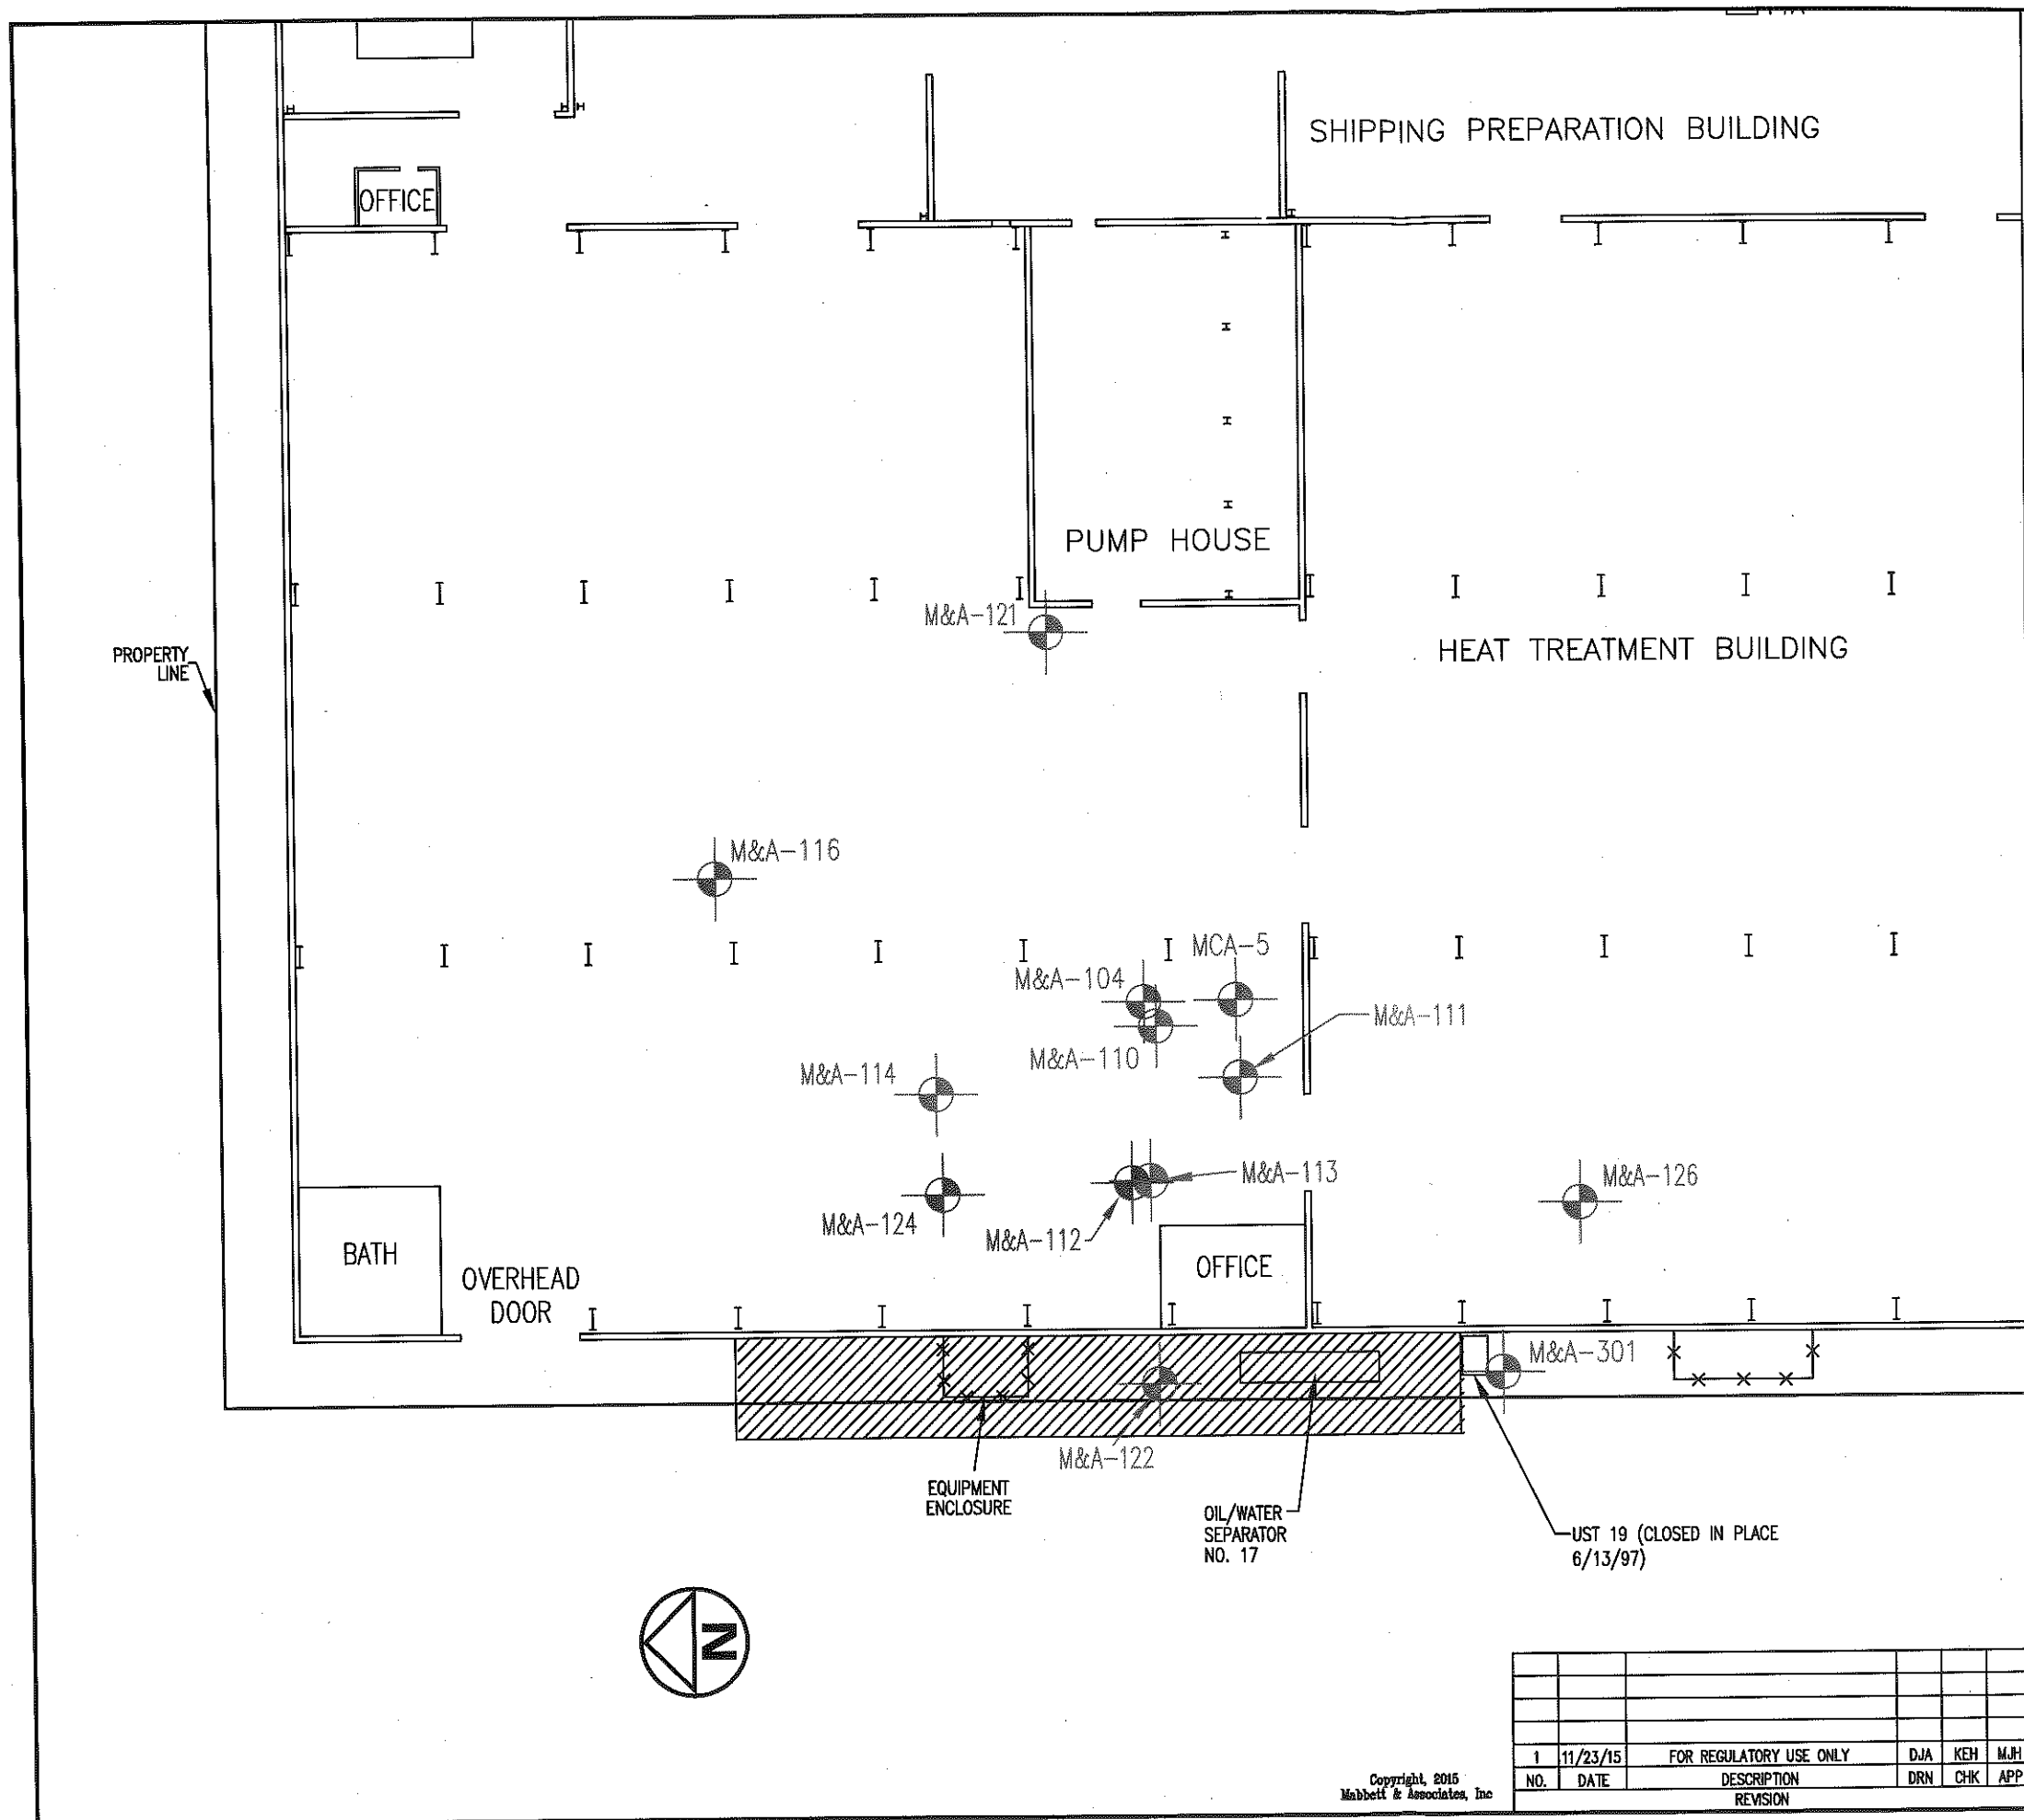 SHIPPING PREPARATION BUILDING
OFFICE
PUMP HOUSE
M&A-121
HEAT TREATMENT BUILDING
PROPERTY
LINE
M&A-116
MCA-5
M&A-104
M&A-111
M&A-110
M&A-114
M&A-113
M&A-126
M&A-124
M&A-112
BATH
OVERHEAD
DOOR
OFFICE
M&A-301
M&A-122
EQUIPMENT
ENCLOSURE
OIL/WATER
SEPARATOR
NO. 17
UST 19 (CLOSED IN PLACE
6/13/97)
N
1 11/23/15 FOR REGULATORY USE ONLY DJA KEH MJH
NO. DATE DESCRIPTION DRN CHK APP
REVISION
Copyright, 2015
Mabbett & Associates, Inc